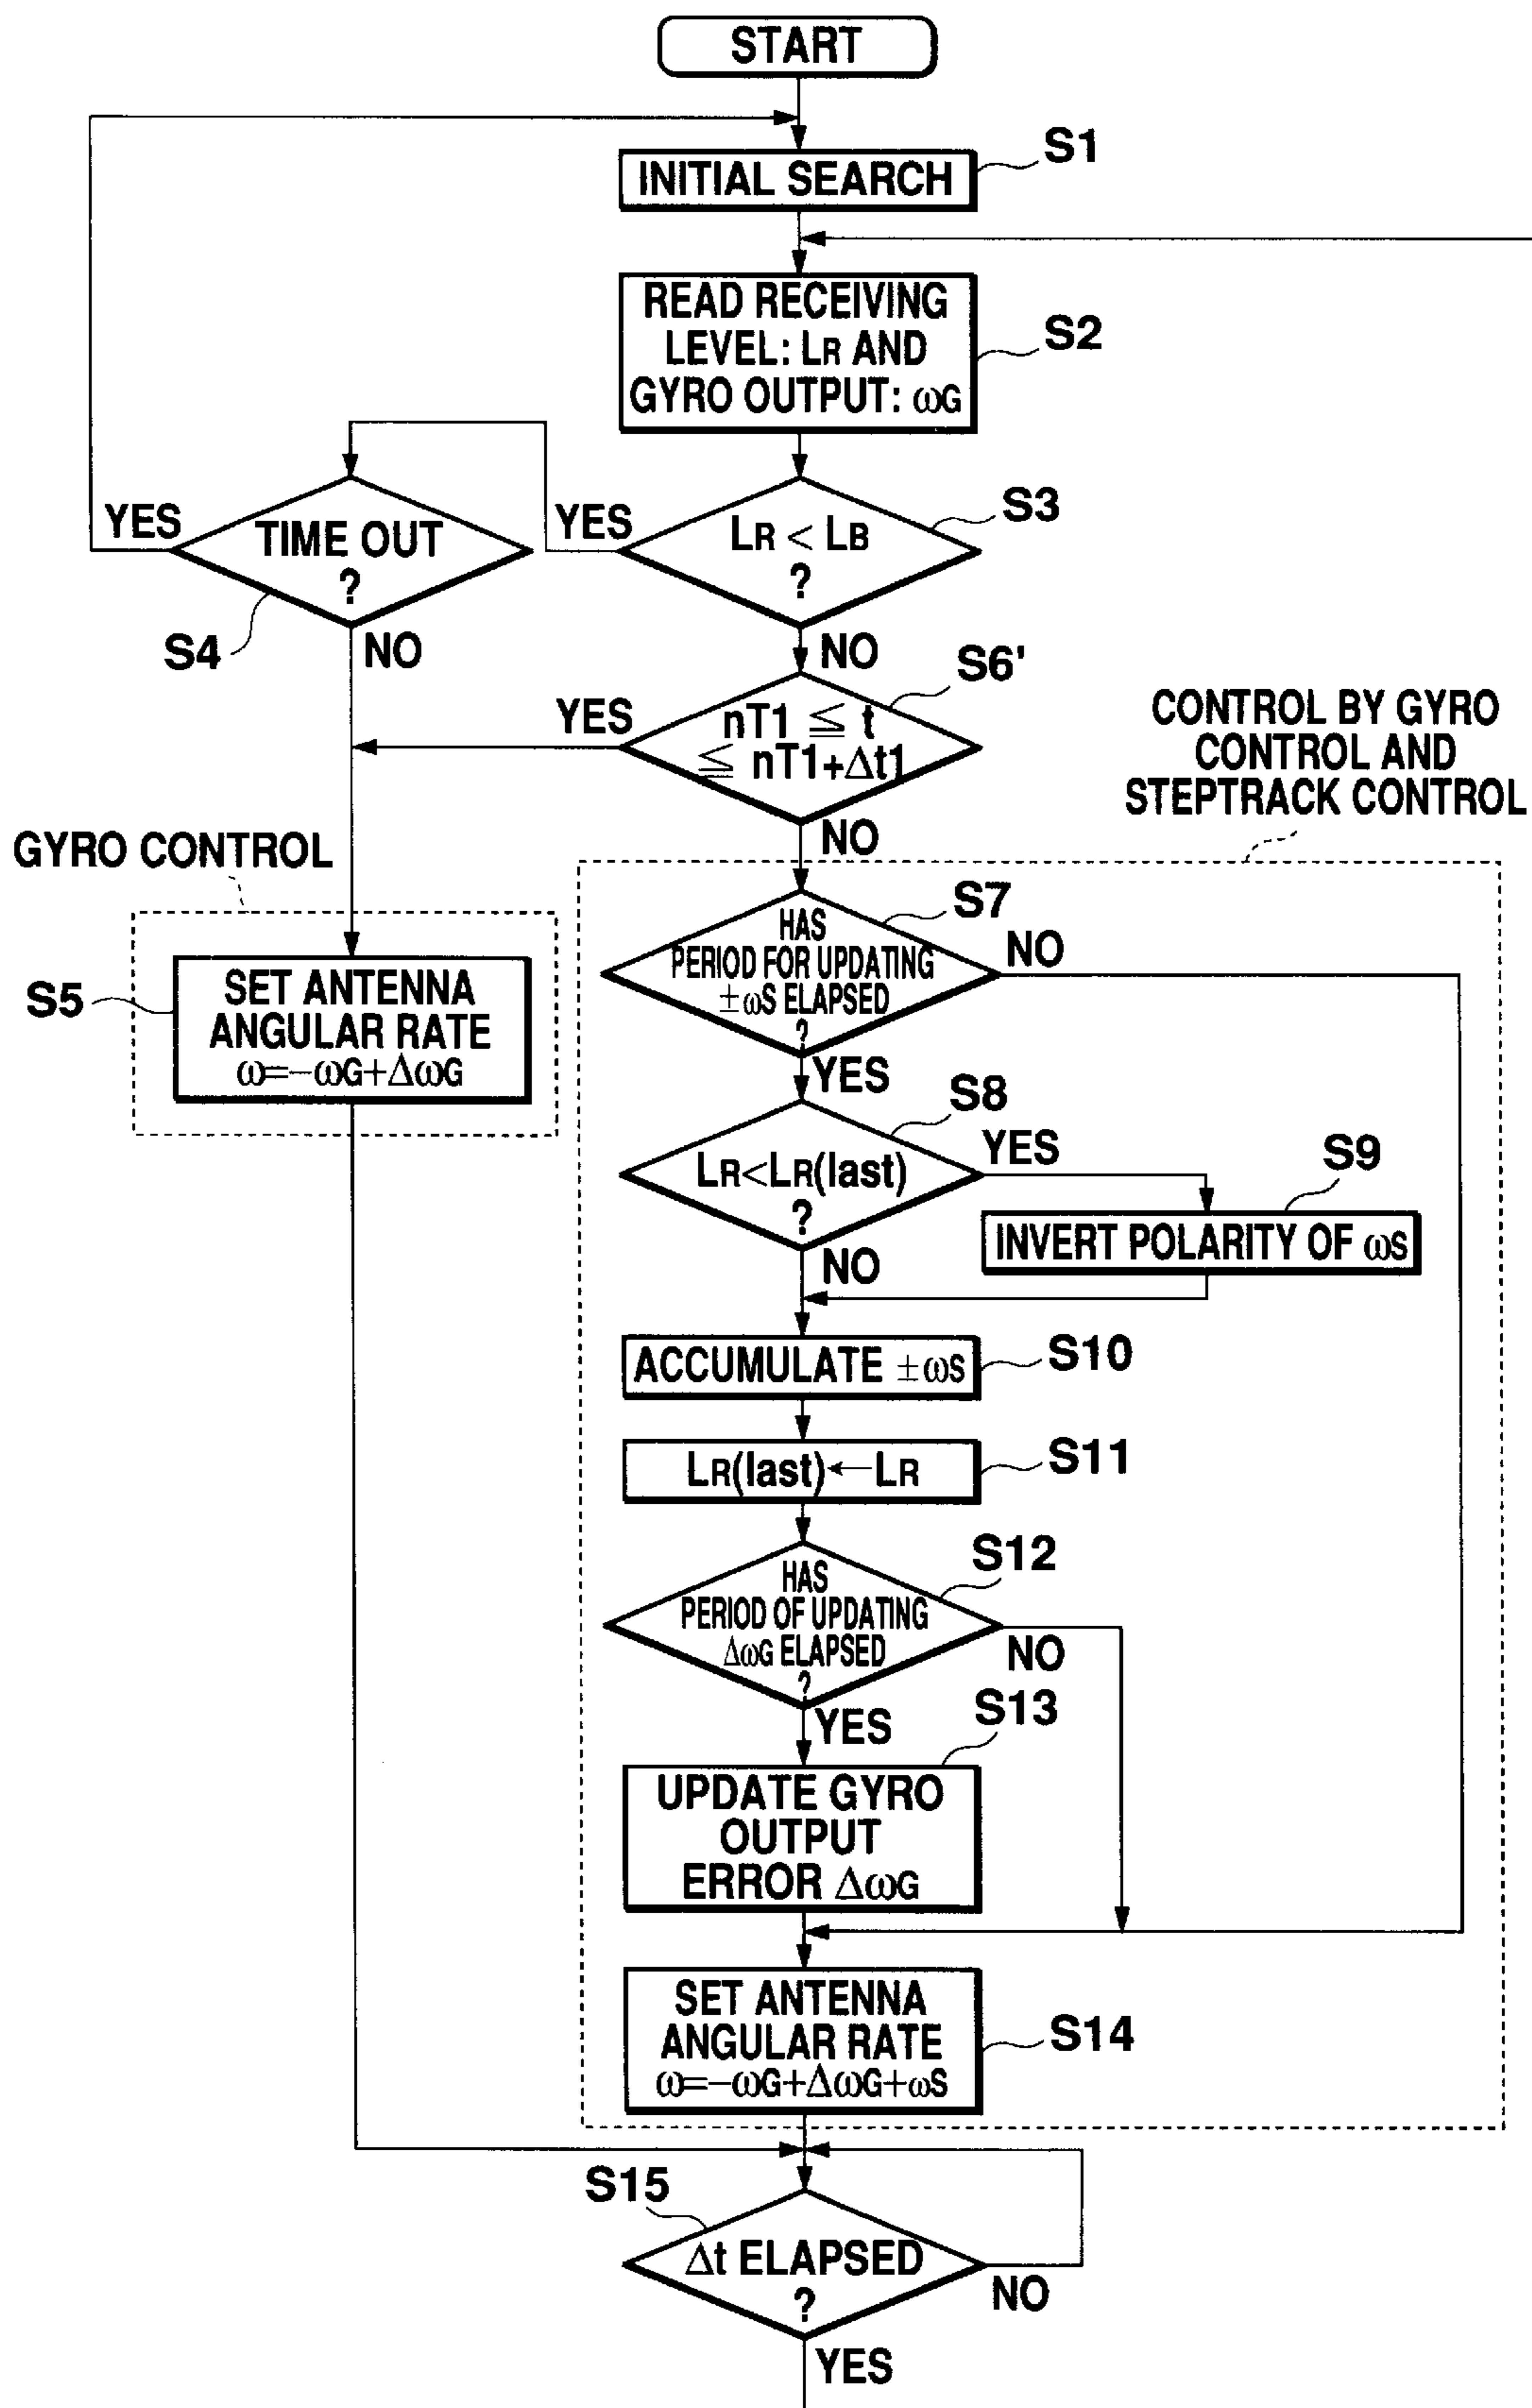 START
INITIAL SEARCH
S1
READ RECEIVING
LEVEL: LR AND
GYRO OUTPUT: ωG
S2
LR < LB
?
S3
YES
NO
TIME OUT
?
S4
YES
NO
nT1 ≦ t
≦ nT1+Δt1
S6'
YES
NO
CONTROL BY GYRO
CONTROL AND
STEPTRACK CONTROL
GYRO CONTROL
SET ANTENNA
ANGULAR RATE
ω=−ωG+ΔωG
S5
HAS
PERIOD FOR UPDATING
±ωS ELAPSED
?
S7
NO
YES
LR<LR(last)
?
S8
YES
NO
INVERT POLARITY OF ωS
S9
ACCUMULATE ±ωS
S10
LR(last)←LR
S11
HAS
PERIOD OF UPDATING
ΔωG ELAPSED
?
S12
NO
YES
UPDATE GYRO
OUTPUT
ERROR ΔωG
S13
SET ANTENNA
ANGULAR RATE
ω=−ωG+ΔωG+ωS
S14
Δt ELAPSED
?
S15
NO
YES